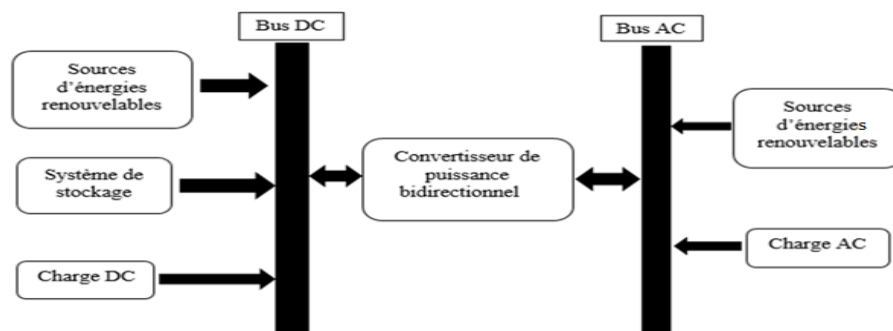 Bus DC
Bus AC
Sources
d'énergies
renouvelables
Système de
stockage
Charge DC
Convertisseur de
puissance
bidirectionnel
Sources
d'énergies
renouvelables
Charge AC